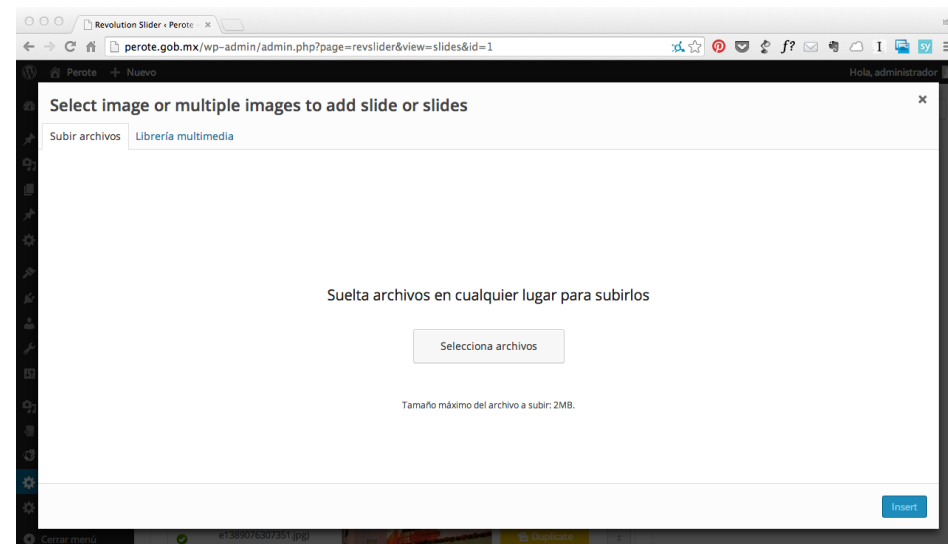 Revolution Slider ‹ Perote -
perote.gob.mx/wp-admin/admin.php?page=revslider&view=slides&id=1
Perote + Nuevo
Hola, administrador
Select image or multiple images to add slide or slides
Subir archivos Librería multimedia
Suelta archivos en cualquier lugar para subirlos
Selecciona archivos
Tamaño máximo del archivo a subir: 2MB.
Insert
Cerrar menú
e1389076307351.jpg)
Duplicate